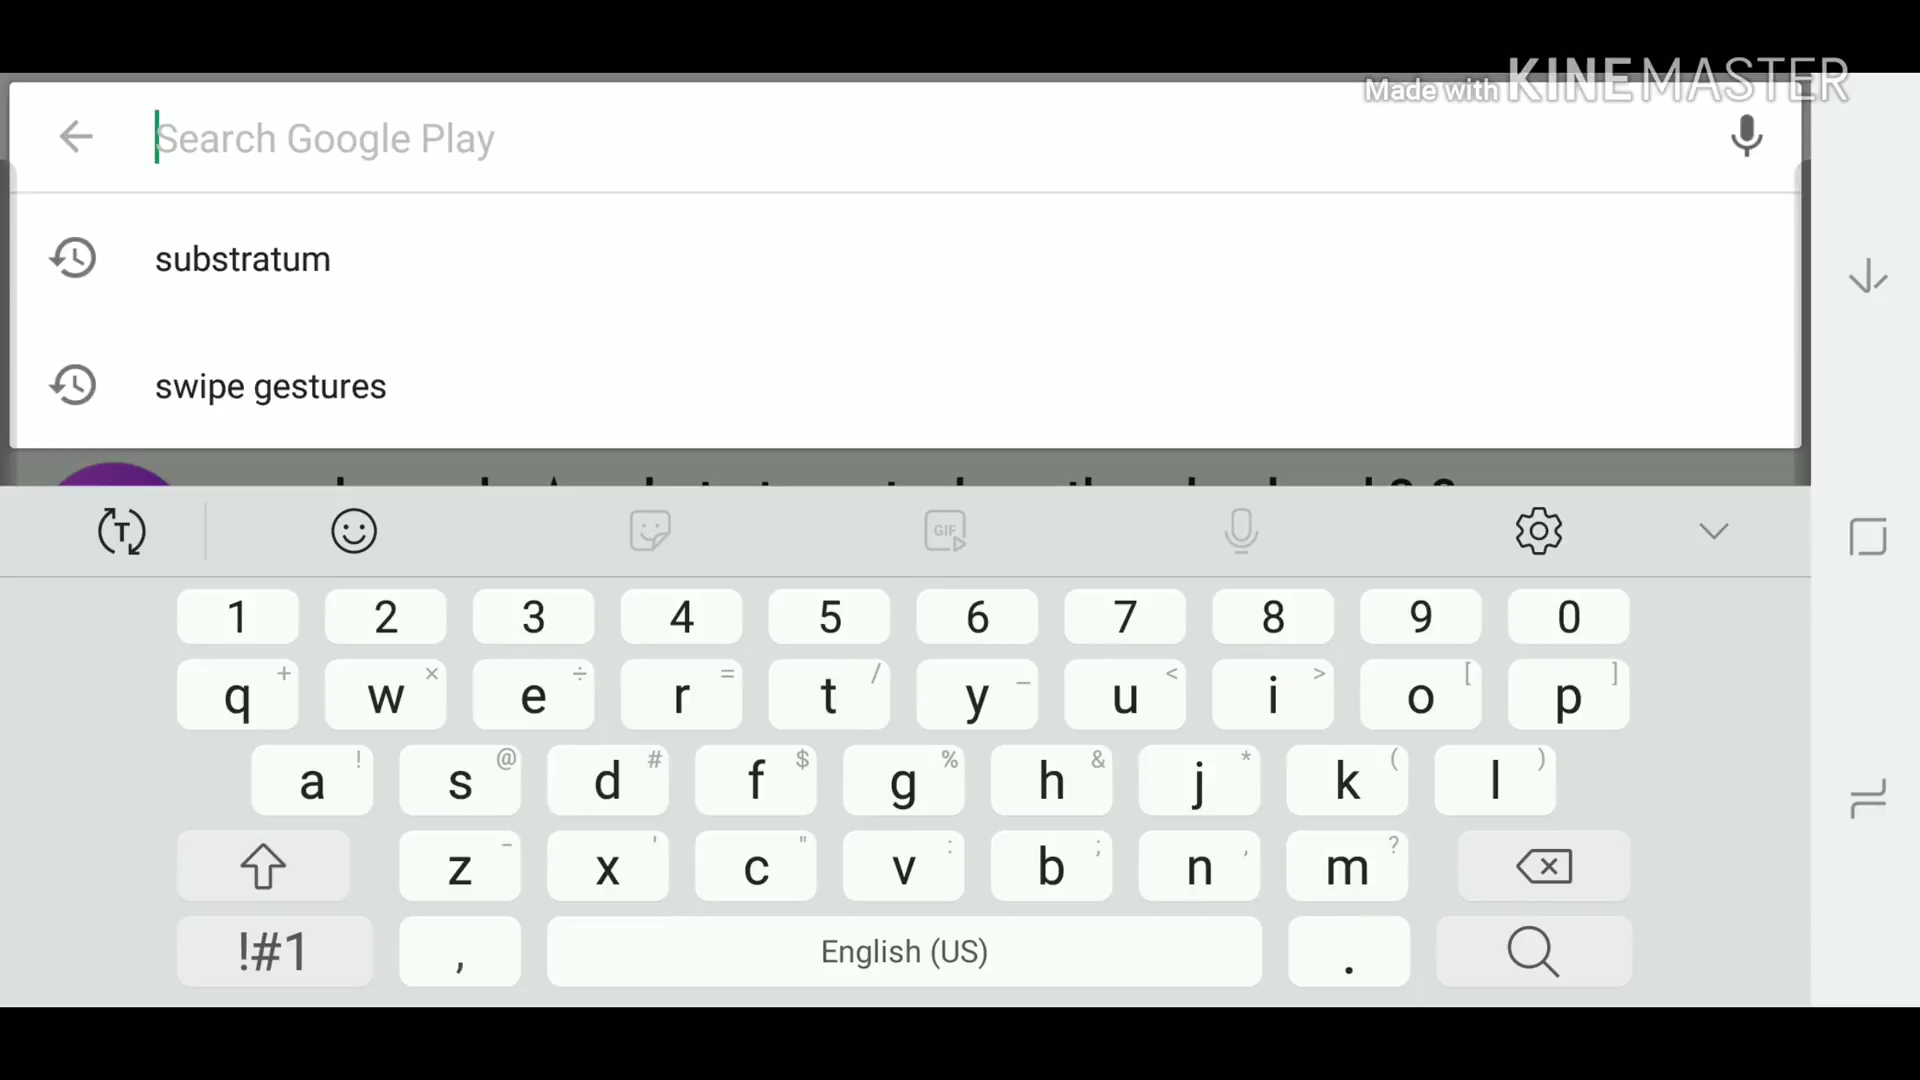 Made with KINEMASTER
Search Google Play
substratum
swipe gestures
T
GIF
1 2 3 4 5 6 7 8 9 0
q + w × e ÷ r = t / y _ u < i > o [ p ]
a ! s @ d # f $ g % h & j * k ( l )
z - x ' c " v : b ; n , m ?
!#1 , English (US) .